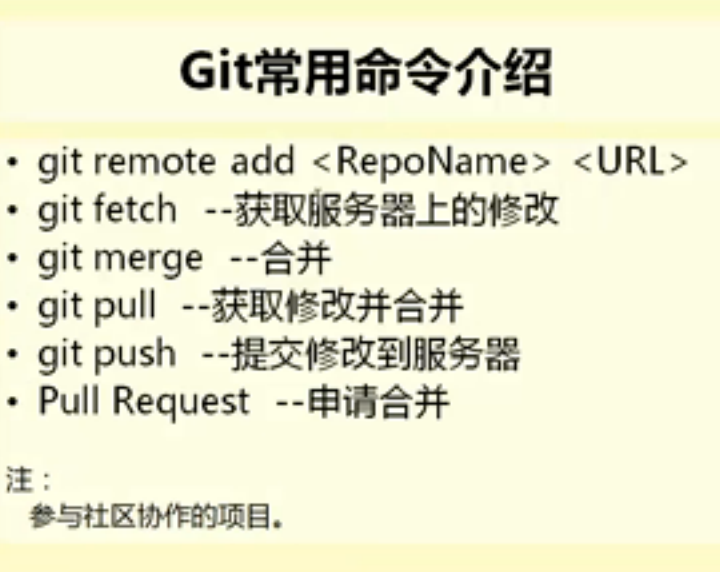 Git常用命令介绍
• git remote add <RepoName> <URL>
• git fetch --获取服务器上的修改
• git merge --合并
• git pull --获取修改并合并
• git push --提交修改到服务器
• Pull Request --申请合并
注：
参与社区协作的项目。